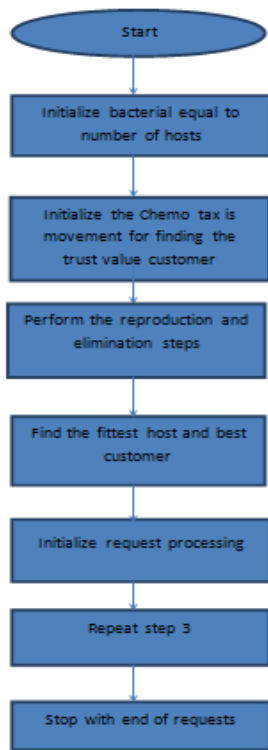 Start
Initialize bacterial equal to
number of hosts
Initialize the Chemo tax is
movement for finding the
trust value customer
Perform the reproduction and
elimination steps
Find the fittest host and best
customer
Initialize request processing
Repeat step 3
Stop with end of requests